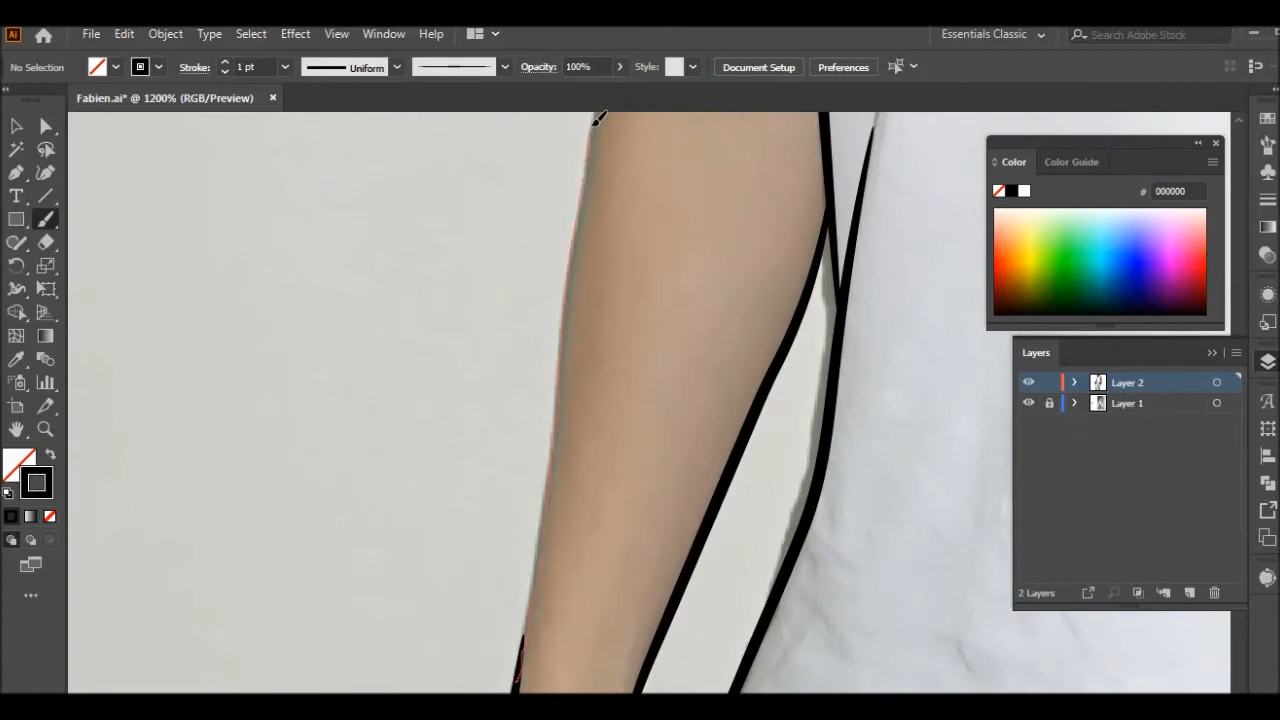 Ai File Edit Object Type Select Effect View Window Help Essentials Classic Search Adobe Stock
No Selection Stroke: 1 pt Uniform Opacity: 100% Style: Document Setup Preferences
Fabien.ai* @ 1200% (RGB/Preview)
Color Color Guide
# 000000
Layers
Layer 2
Layer 1
2 Layers